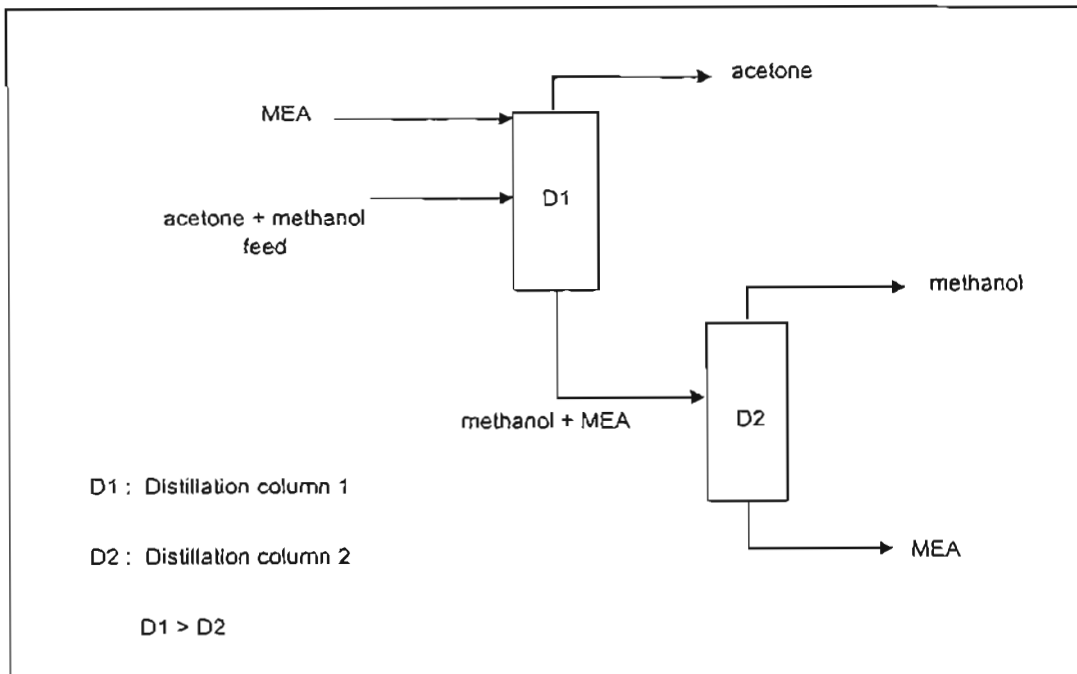 acetone
MEA
D1
acetone + methanol
feed
methanol
methanol + MEA
D2
D1 : Distillation column 1
D2 : Distillation column 2
MEA
D1 > D2